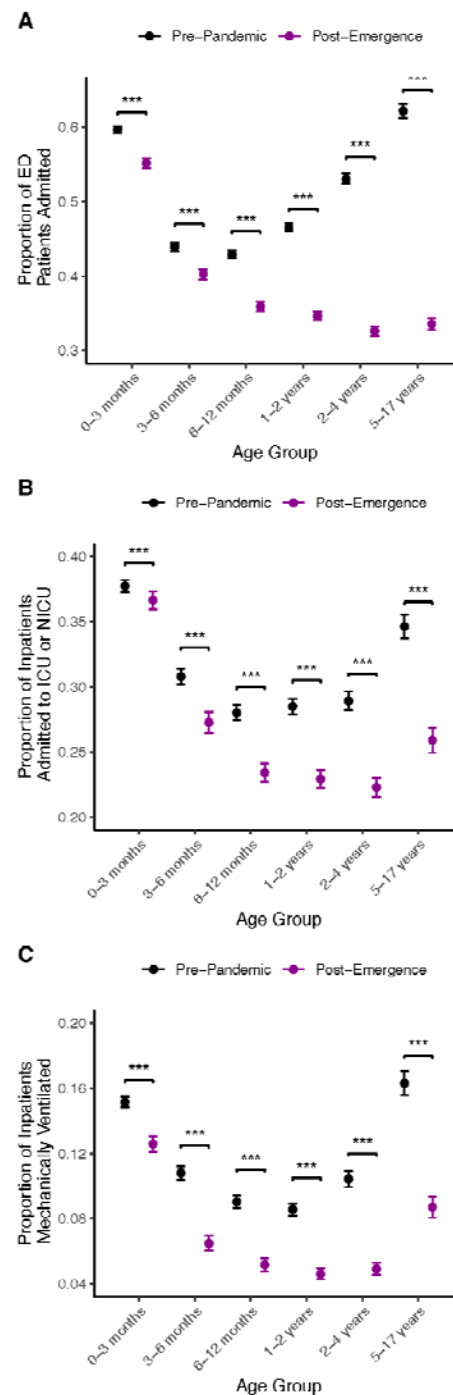 A
Pre-Pandemic Post-Emergence
Proportion of ED
Patients Admitted
0.6
0.5
0.4
0.3
***
***
***
***
***
***
0-3 months
3-6 months
6-12 months
1-2 years
2-4 years
5-17 years
Age Group
B
Pre-Pandemic Post-Emergence
Proportion of Inpatients
Admitted to ICU or NICU
0.40
0.35
0.30
0.25
0.20
***
***
***
***
***
***
0-3 months
3-6 months
6-12 months
1-2 years
2-4 years
5-17 years
Age Group
C
Pre-Pandemic Post-Emergence
Proportion of Inpatients
Mechanically Ventilated
0.20
0.16
0.12
0.08
0.04
***
***
***
***
***
***
0-3 months
3-6 months
6-12 months
1-2 years
2-4 years
5-17 years
Age Group